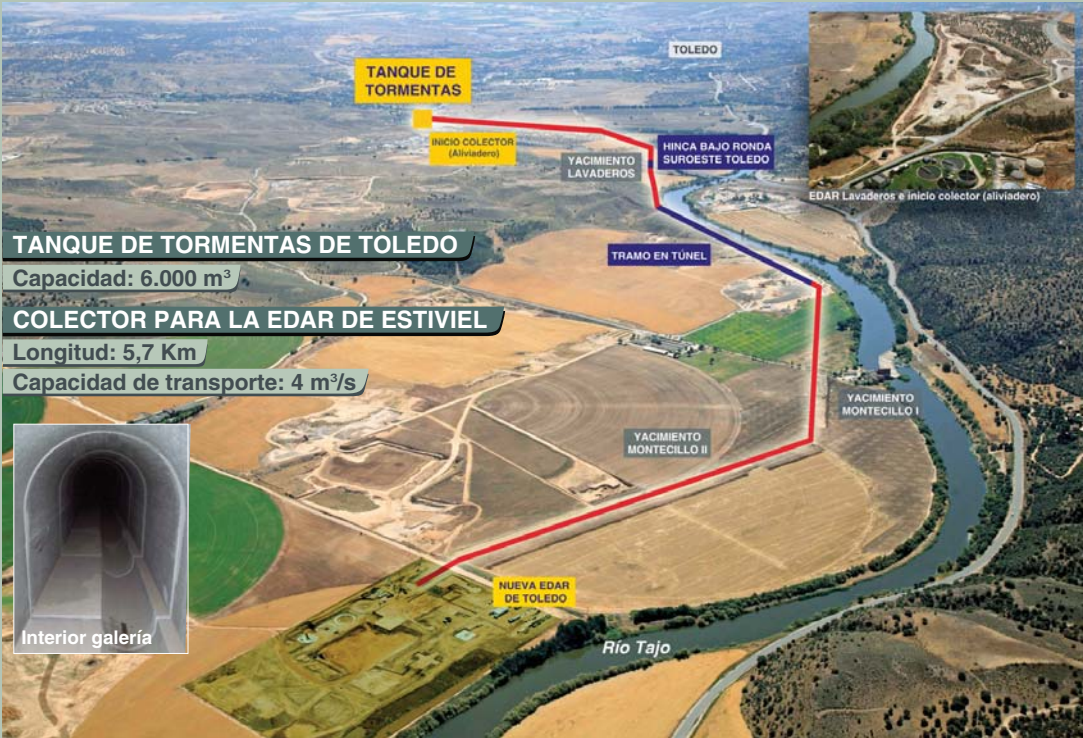 TOLEDO
TANQUE DE
TORMENTAS
INICIO COLECTOR
(Aliviadero)
HINCA BAJO RONDA
SUROESTE TOLEDO
YACIMIENTO
LAVADEROS
EDAR Lavaderos e inicio colector (aliviadero)
TRAMO EN TÚNEL
TANQUE DE TORMENTAS DE TOLEDO
Capacidad: 6.000 m³
COLECTOR PARA LA EDAR DE ESTIVIEL
Longitud: 5,7 Km
Capacidad de transporte: 4 m³/s
YACIMIENTO
MONTECILLO I
YACIMIENTO
MONTECILLO II
NUEVA EDAR
DE TOLEDO
Interior galería
Río Tajo